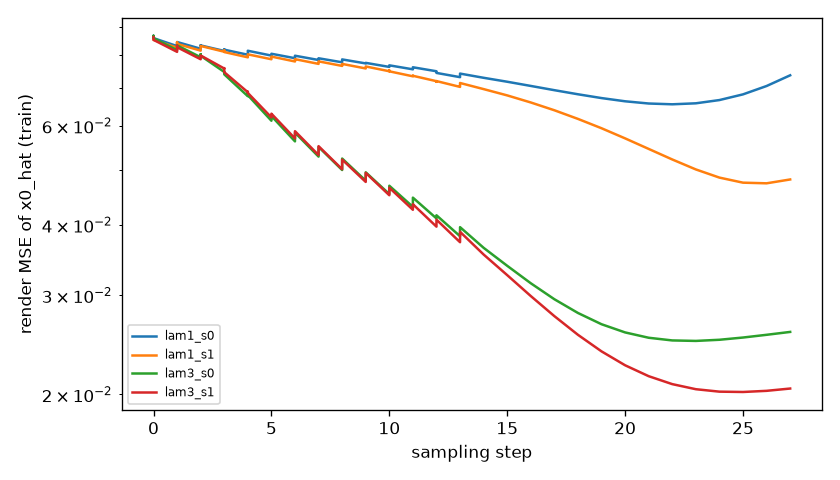 render MSE of x0_hat (train)
6 × 10⁻²
4 × 10⁻²
3 × 10⁻²
2 × 10⁻²
lam1_s0
lam1_s1
lam3_s0
lam3_s1
0 5 10 15 20 25
sampling step